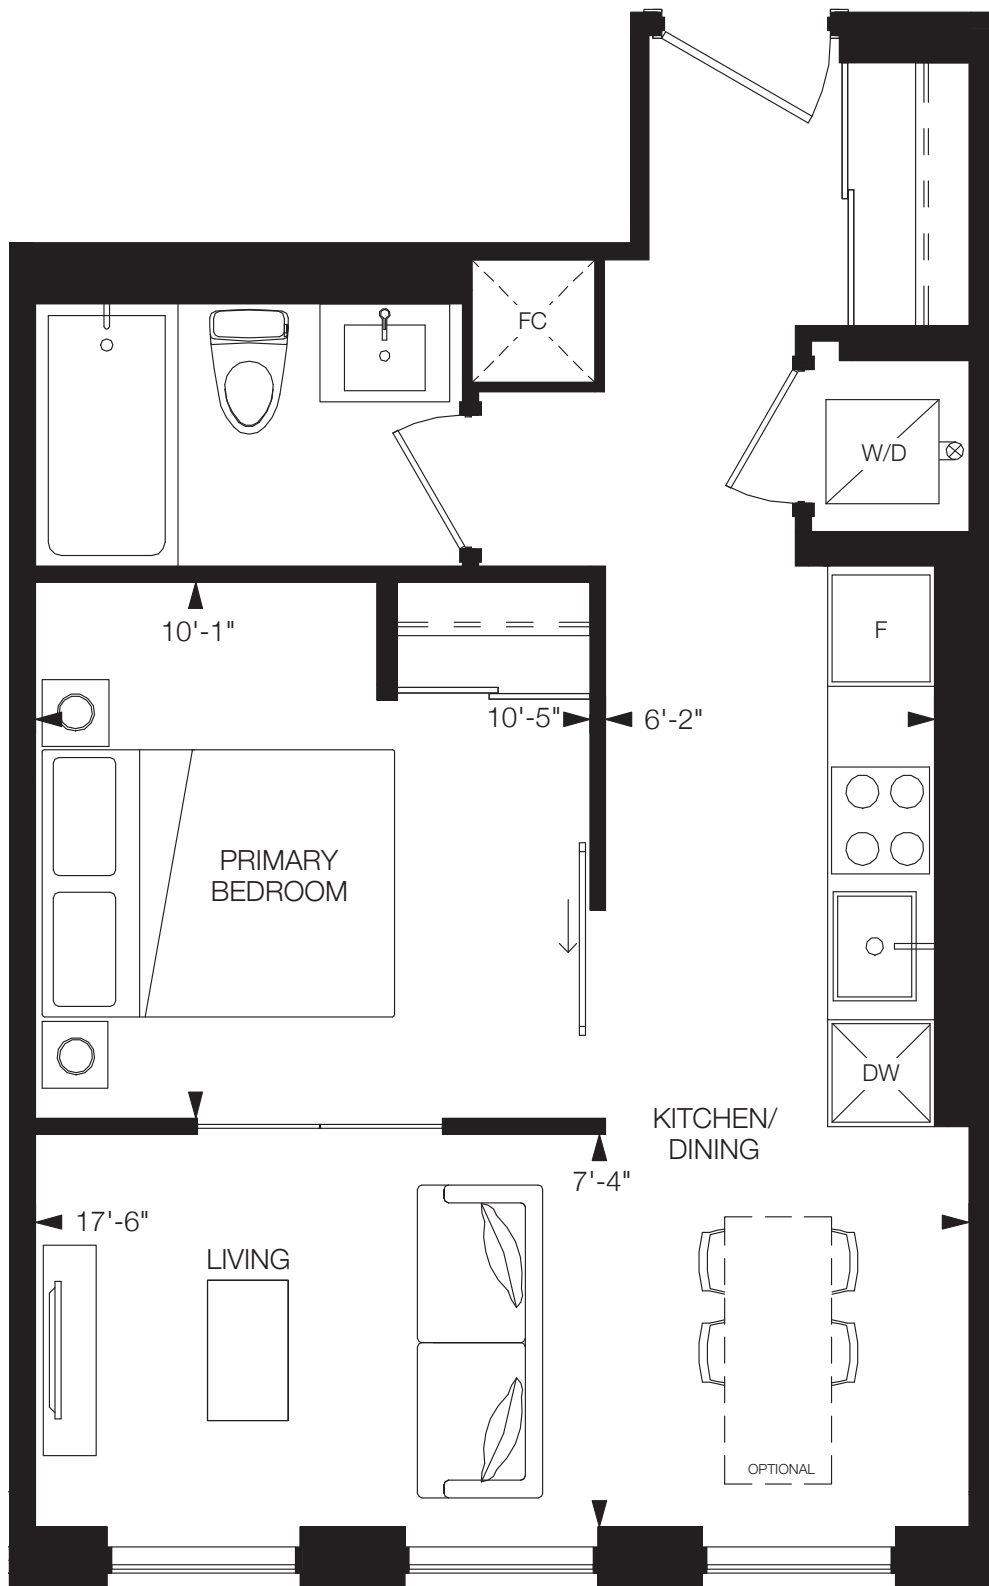 FC
W/D
10'-1"
F
10'-5"
6'-2"
PRIMARY
BEDROOM
DW
KITCHEN/
DINING
7'-4"
17'-6"
LIVING
OPTIONAL